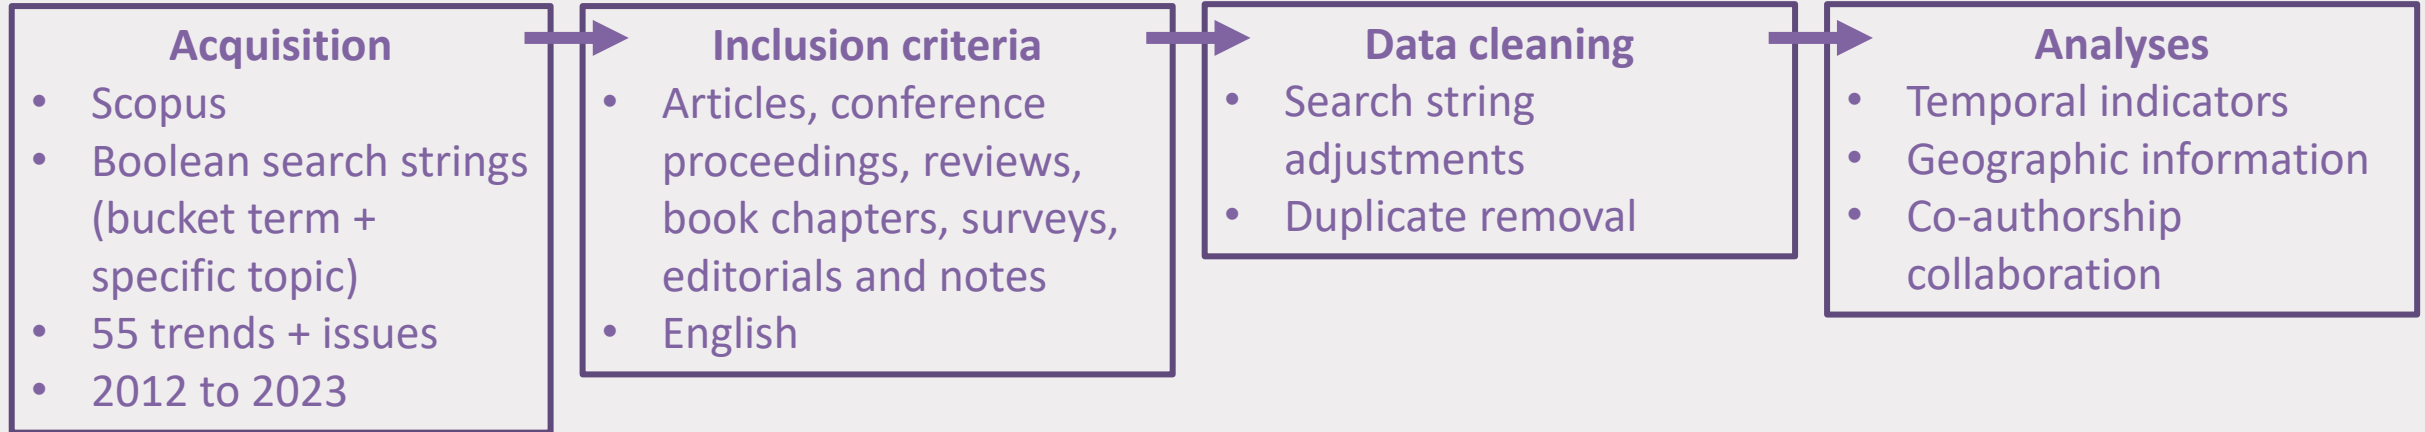 Acquisition
• Scopus
• Boolean search strings
(bucket term +
specific topic)
• 55 trends + issues
• 2012 to 2023
Inclusion criteria
• Articles, conference
proceedings, reviews,
book chapters, surveys,
editorials and notes
• English
Data cleaning
• Search string
adjustments
• Duplicate removal
Analyses
• Temporal indicators
• Geographic information
• Co-authorship
collaboration